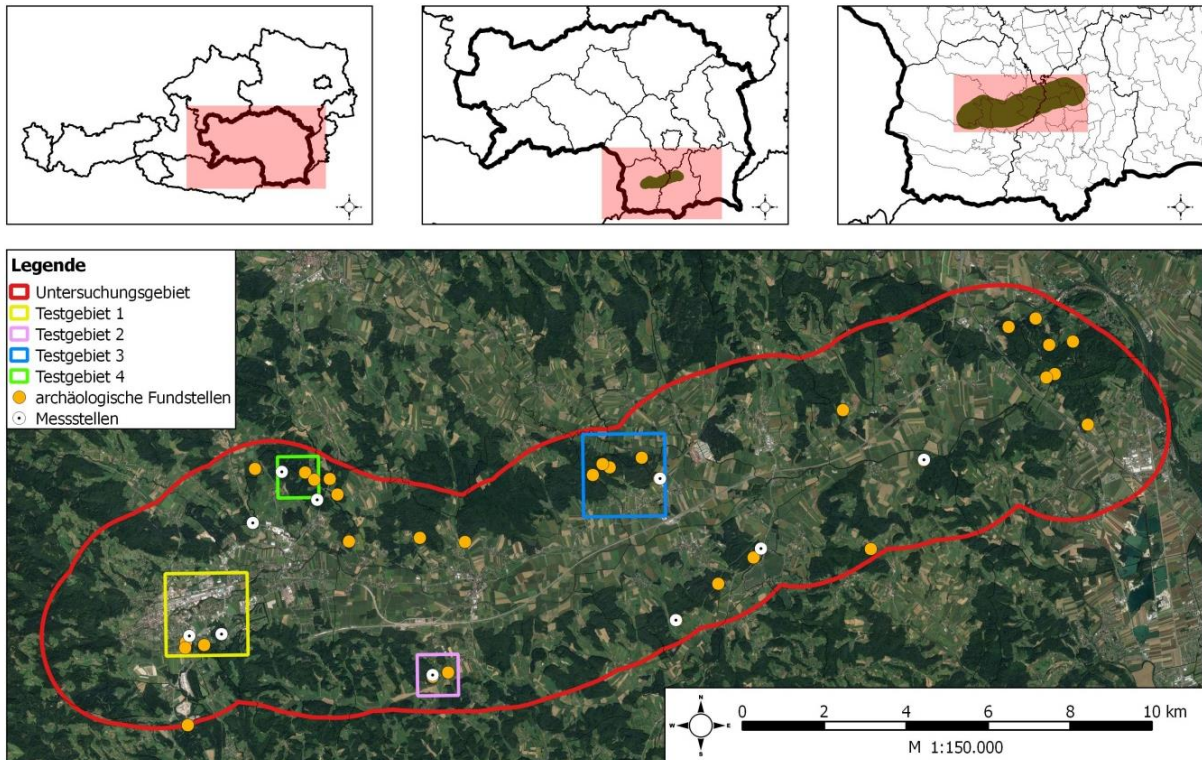 Legende
Untersuchungsgebiet
Testgebiet 1
Testgebiet 2
Testgebiet 3
Testgebiet 4
archäologische Fundstellen
Messstellen
N
W E
S
0 2 4 6 8 10 km
M 1:150.000